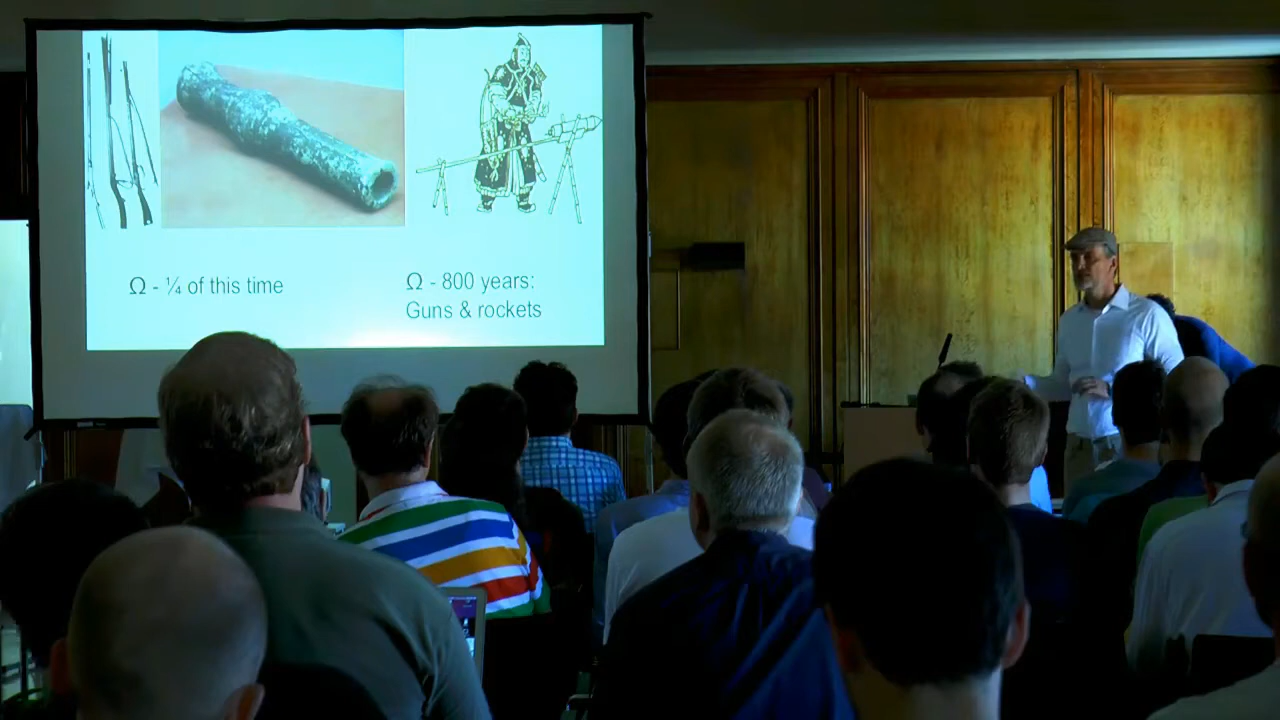 Ω - ¼ of this time
Ω - 800 years:
Guns & rockets